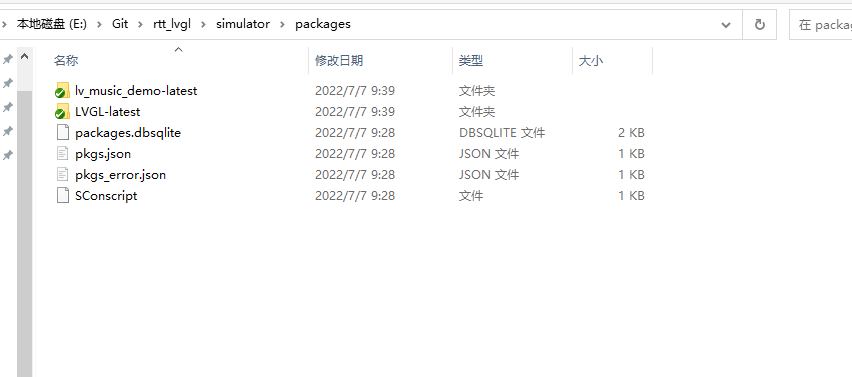 本地磁盘 (E:) > Git > rtt_lvgl > simulator > packages 在 packag
名称 修改日期 类型 大小
lv_music_demo-latest 2022/7/7 9:39 文件夹
LVGL-latest 2022/7/7 9:39 文件夹
packages.dbsqlite 2022/7/7 9:28 DBSQLITE 文件 2 KB
pkgs.json 2022/7/7 9:28 JSON 文件 1 KB
pkgs_error.json 2022/7/7 9:28 JSON 文件 1 KB
SConscript 2022/7/7 9:28 文件 1 KB